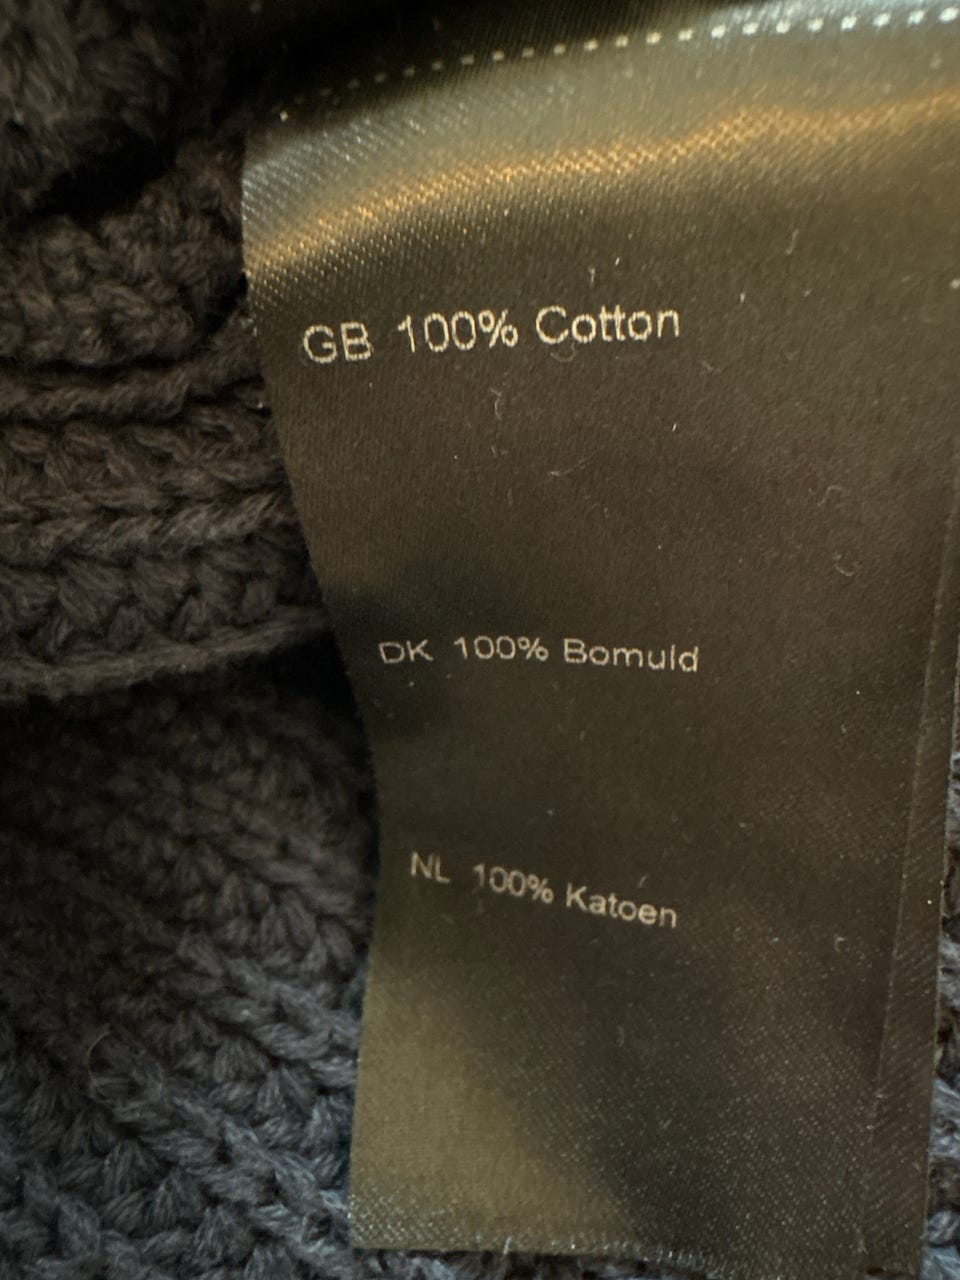 GB 100% Cotton
DK 100% Bomuld
NL 100% Katoen